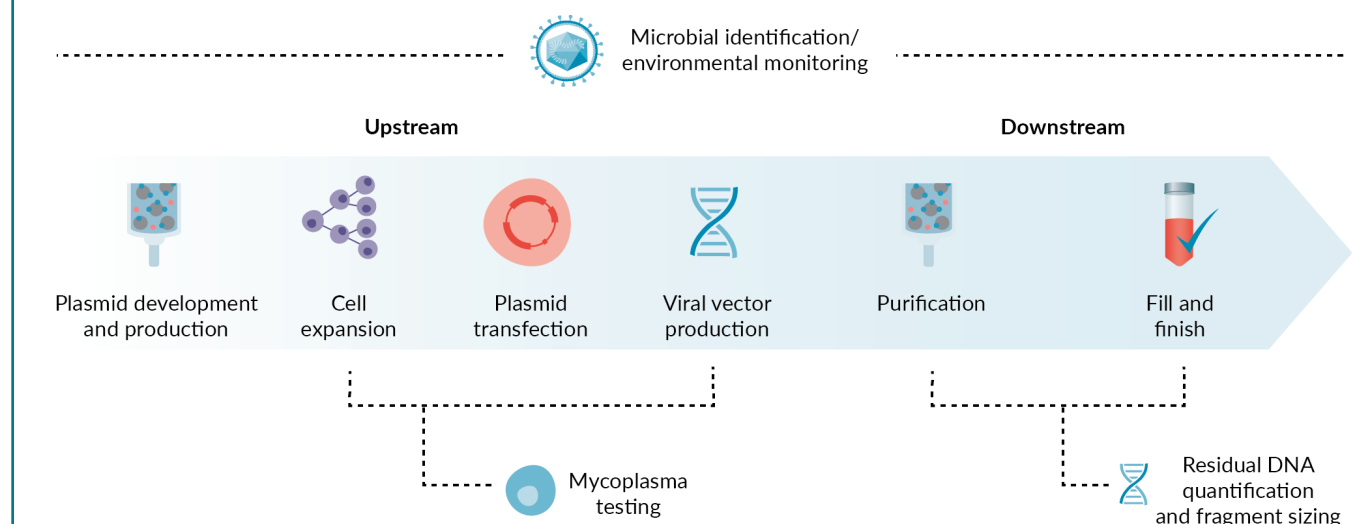 Microbial identification/
environmental monitoring
Upstream
Downstream
Plasmid development
and production
Cell
expansion
Plasmid
transfection
Viral vector
production
Purification
Fill and
finish
Mycoplasma
testing
Residual DNA
quantification
and fragment sizing